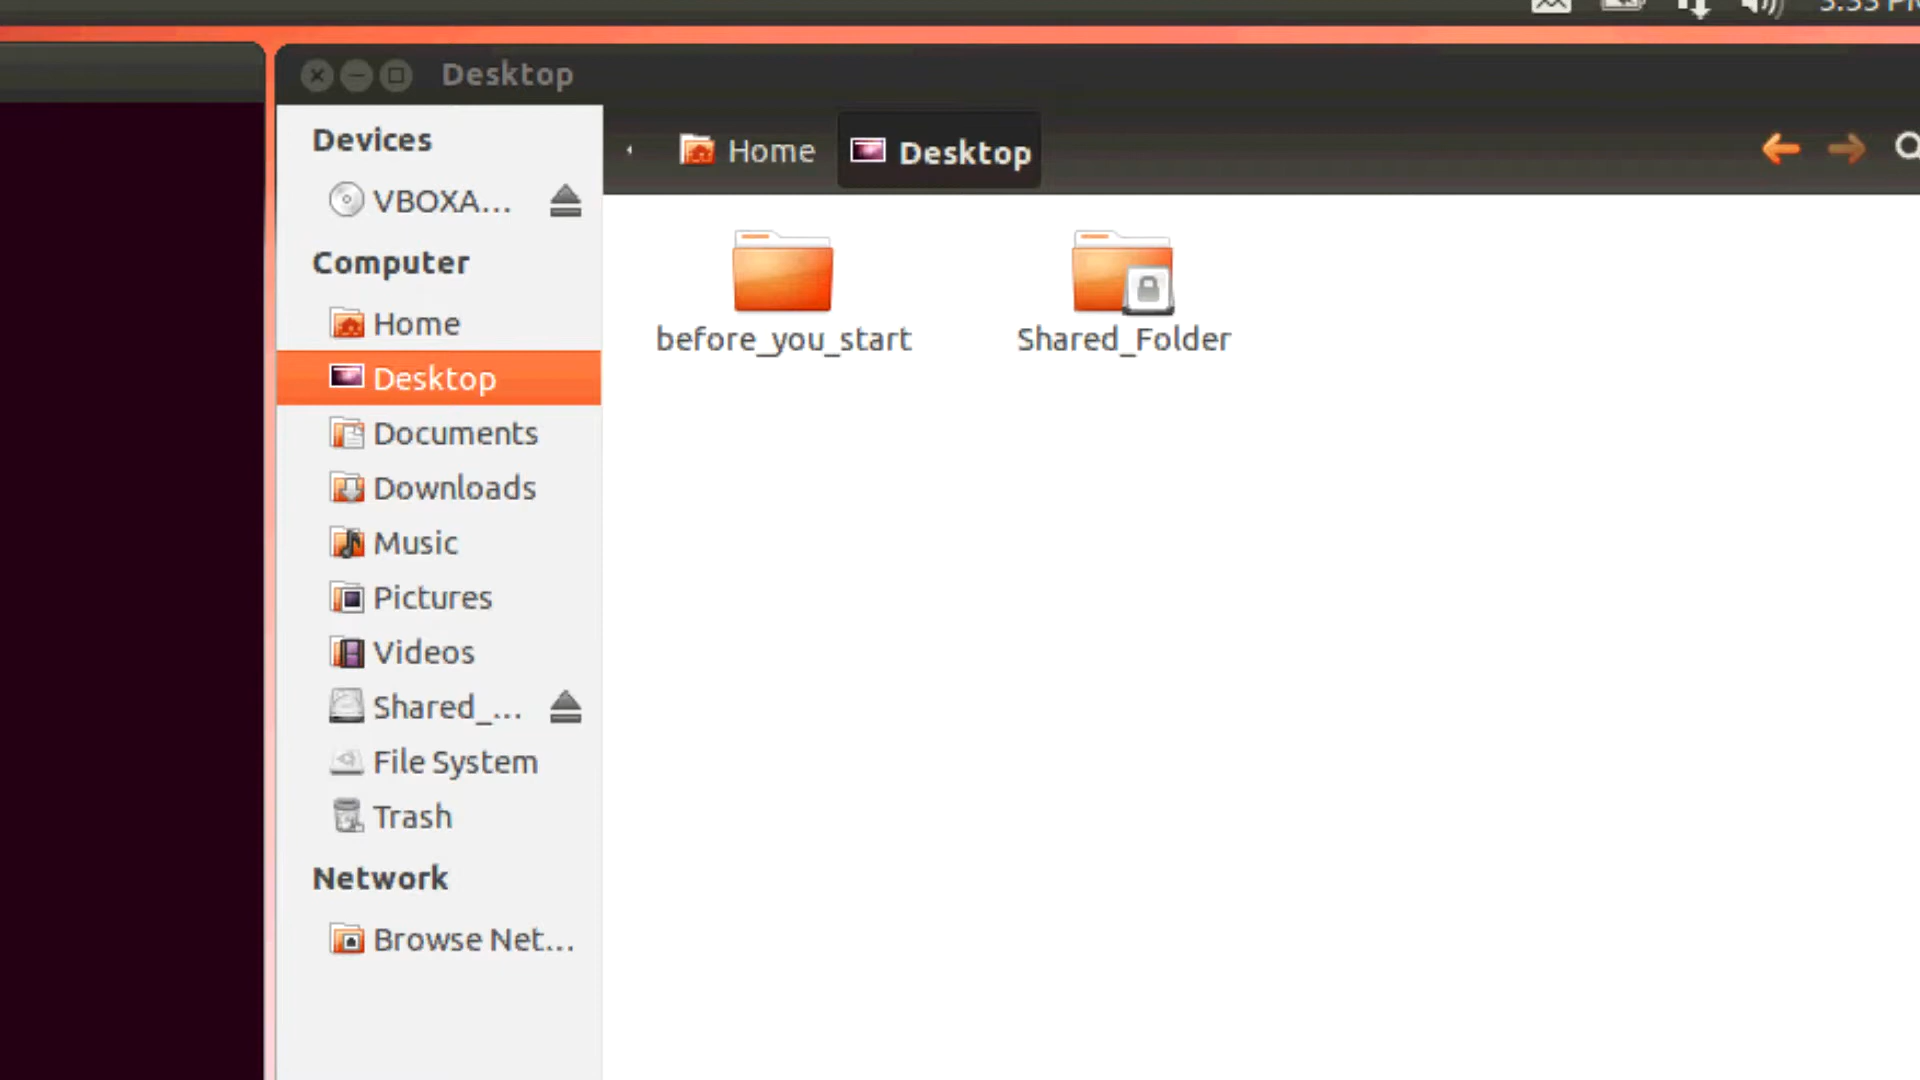 Desktop
Devices
VBOXA...
Computer
Home
Desktop
Documents
Downloads
Music
Pictures
Videos
Shared_...
File System
Trash
Network
Browse Net...
Home
Desktop
before_you_start
Shared_Folder